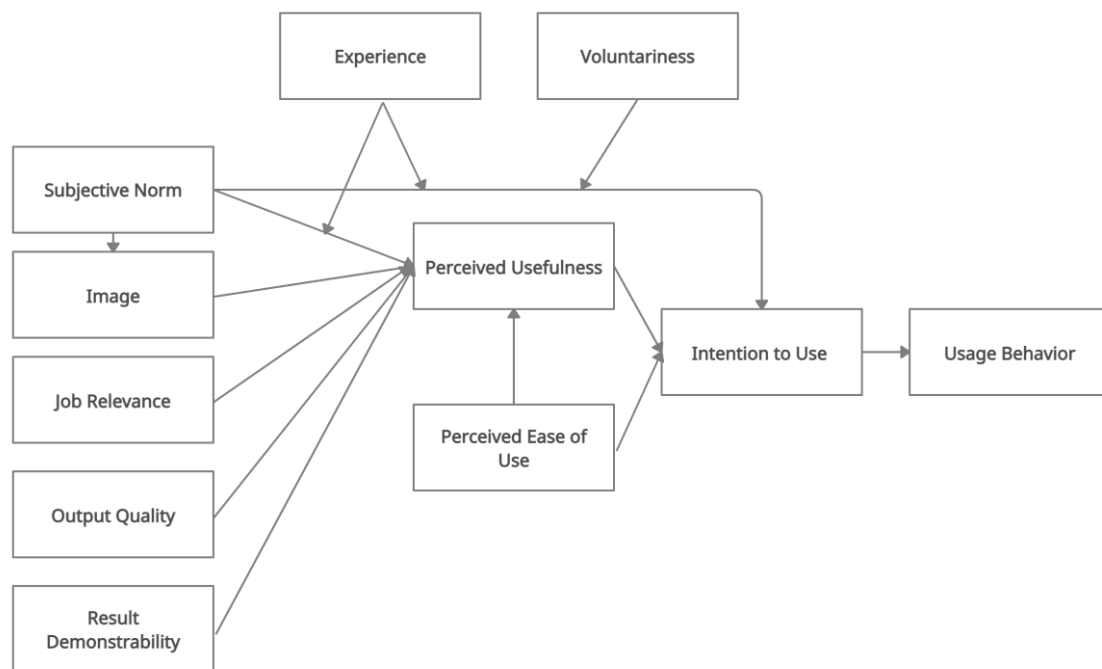 Experience
Voluntariness
Subjective Norm
Image
Perceived Usefulness
Intention to Use
Usage Behavior
Job Relevance
Perceived Ease of
Use
Output Quality
Result
Demonstrability